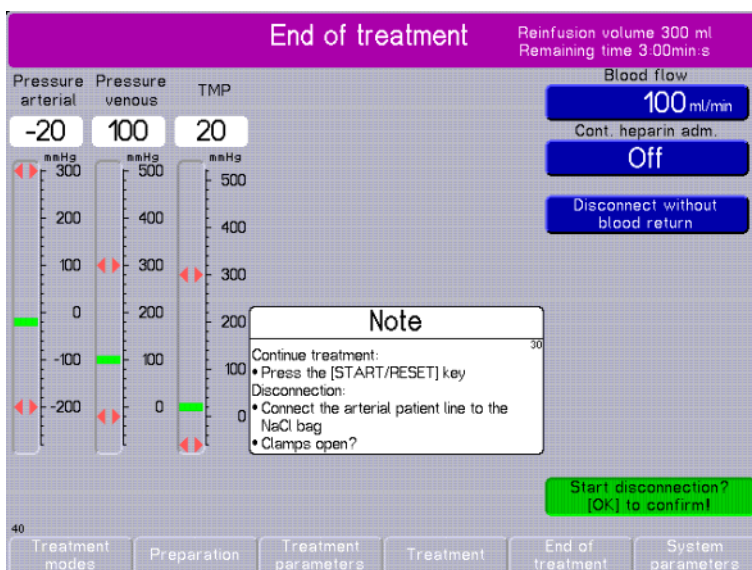 End of treatment
Reinfusion volume 300 ml
Remaining time 3:00min:s
Pressure arterial
Pressure venous
TMP
-20
100
20
mmHg
mmHg
mmHg
300
200
100
0
-100
-200
500
400
300
200
100
0
500
400
300
200
100
0
Blood flow
100 ml/min
Cont. heparin adm.
Off
Disconnect without
blood return
Note
30
Continue treatment:
• Press the [START/RESET] key
Disconnection:
• Connect the arterial patient line to the
NaCl bag
• Clamps open?
Start disconnection?
[OK] to confirm!
40
Treatment
modes
Preparation
Treatment
parameters
Treatment
End of
treatment
System
parameters